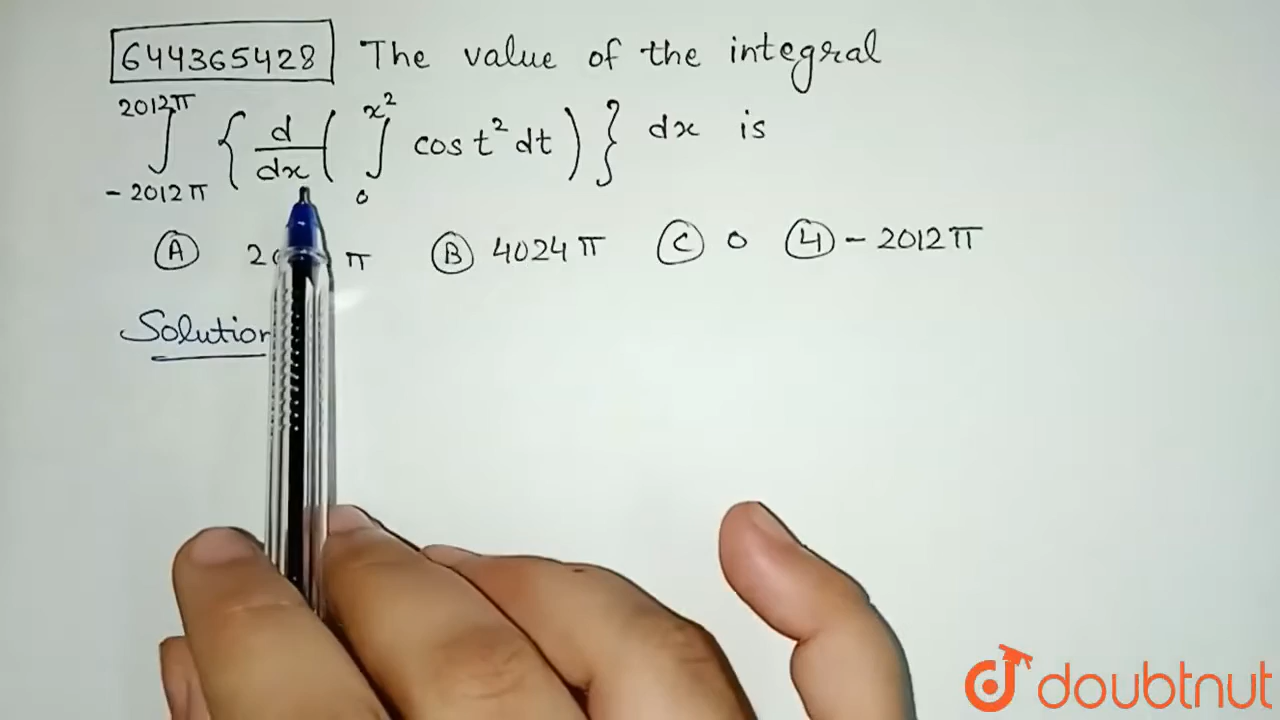 644365428 The value of the integral
∫_{-2012π}^{2012π} { d/dx ( ∫_0^{x²} cos t² dt ) } dx is
Ⓐ π Ⓑ 4024π Ⓒ 0 ④ -2012π
Solution
doubtnut